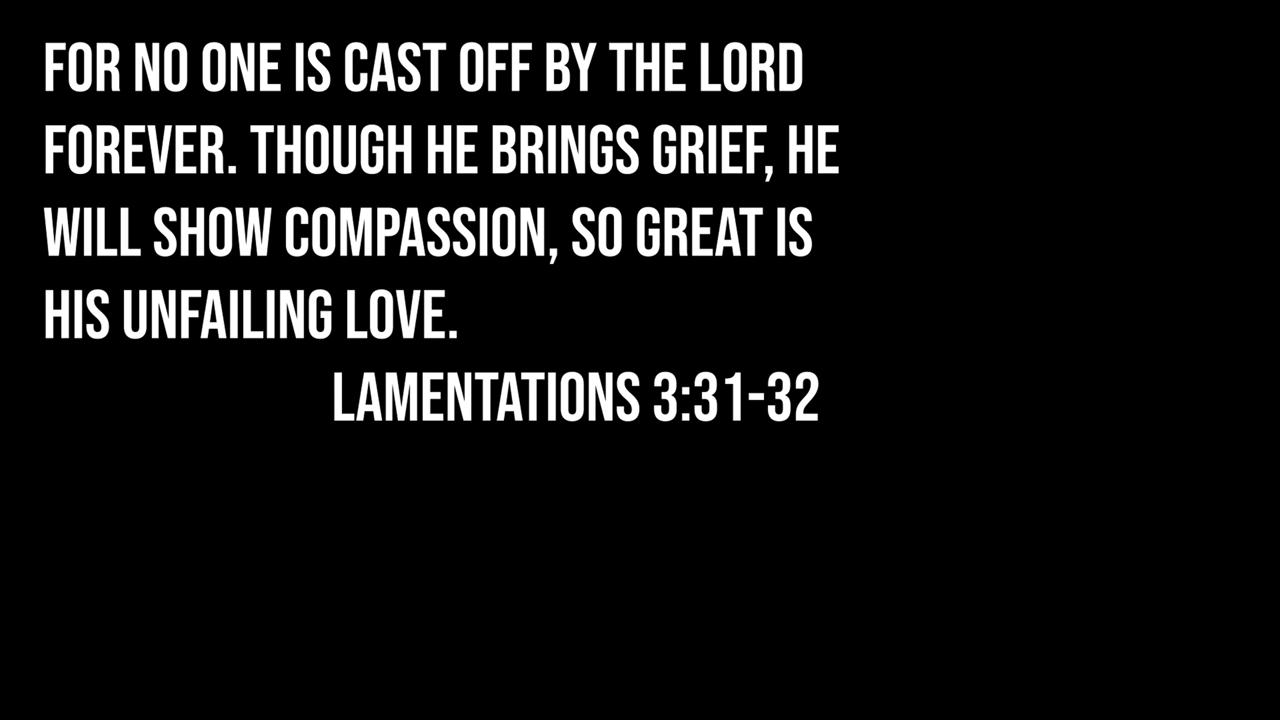 FOR NO ONE IS CAST OFF BY THE LORD
FOREVER. THOUGH HE BRINGS GRIEF, HE
WILL SHOW COMPASSION, SO GREAT IS
HIS UNFAILING LOVE.
LAMENTATIONS 3:31-32